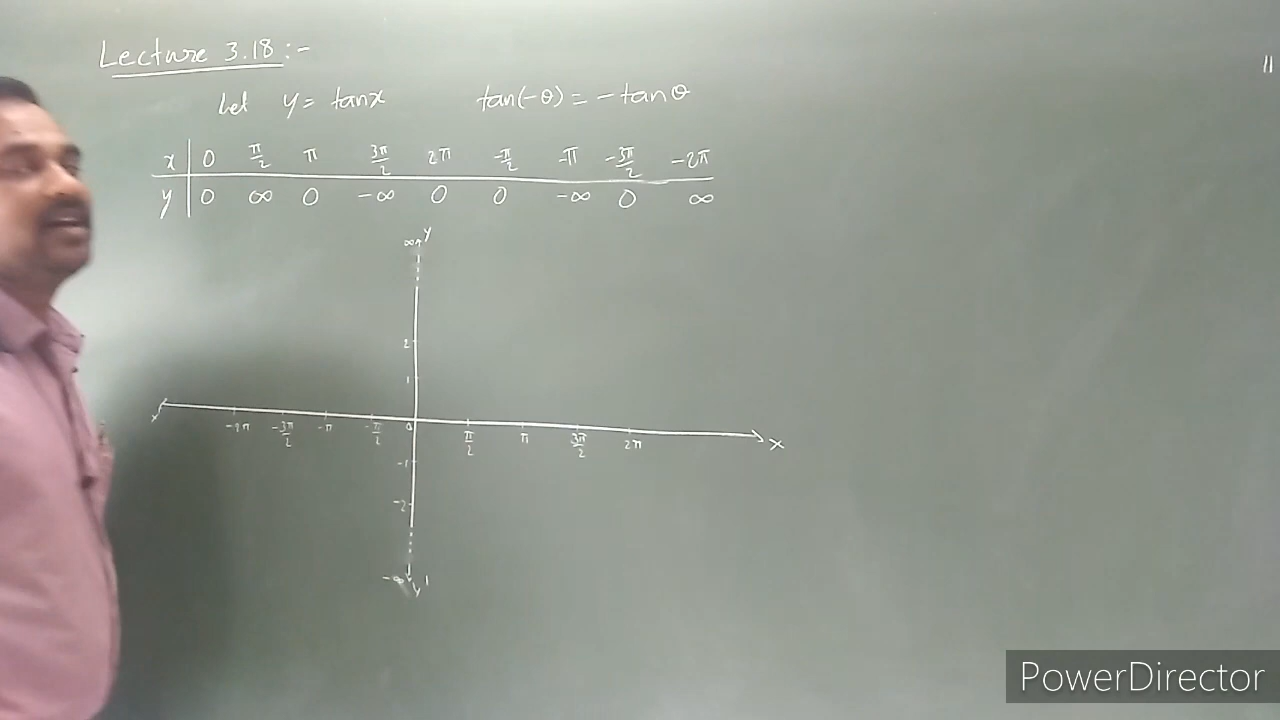 Lecture 3.18:-
11
Let y = tanx tan(-θ) = -tanθ
x 0 π/2 π 3π/2 2π -π/2 -π -3π/2 -2π
y 0 ∞ 0 -∞ 0 0 -∞ 0 ∞
∞ y
2
1
x' -2π -3π/2 -π -π/2 0 π/2 π 3π/2 2π x
-1
-2
-∞ y'
PowerDirector